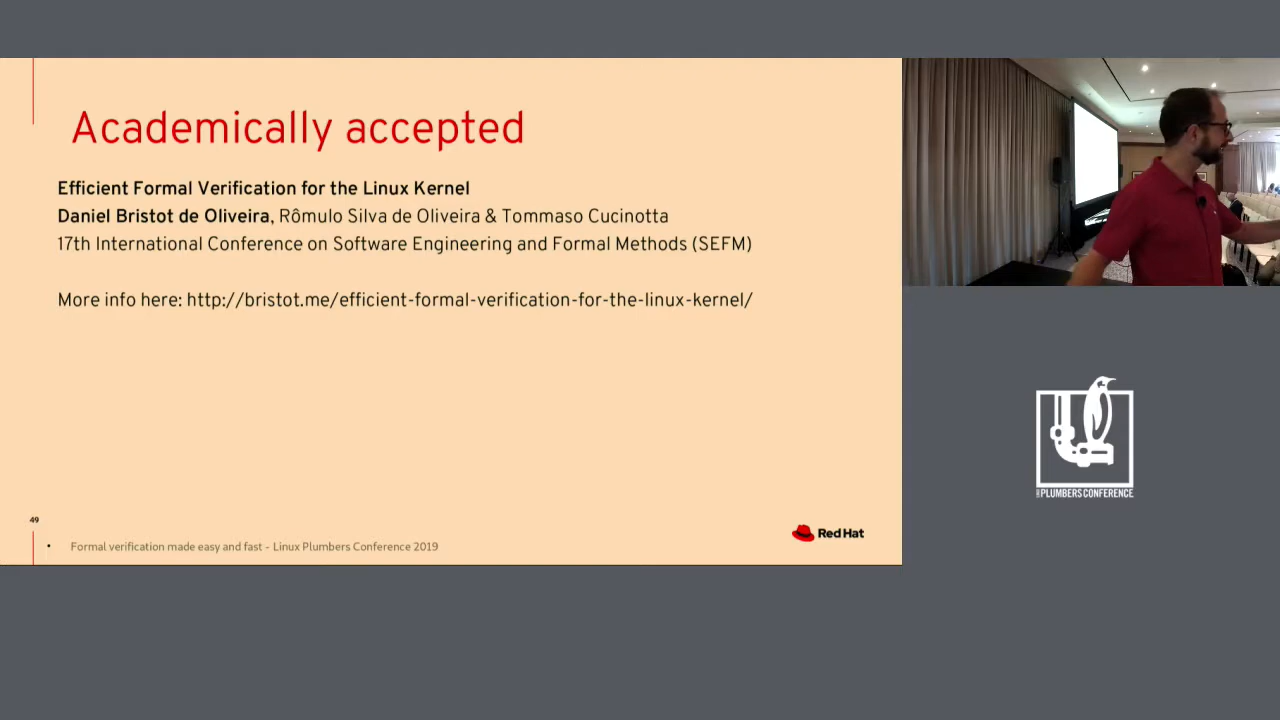 Academically accepted
Efficient Formal Verification for the Linux Kernel
Daniel Bristot de Oliveira, Rômulo Silva de Oliveira & Tommaso Cucinotta
17th International Conference on Software Engineering and Formal Methods (SEFM)
More info here: http://bristot.me/efficient-formal-verification-for-the-linux-kernel/
49
• Formal verification made easy and fast - Linux Plumbers Conference 2019
Red Hat
PLUMBERS CONFERENCE